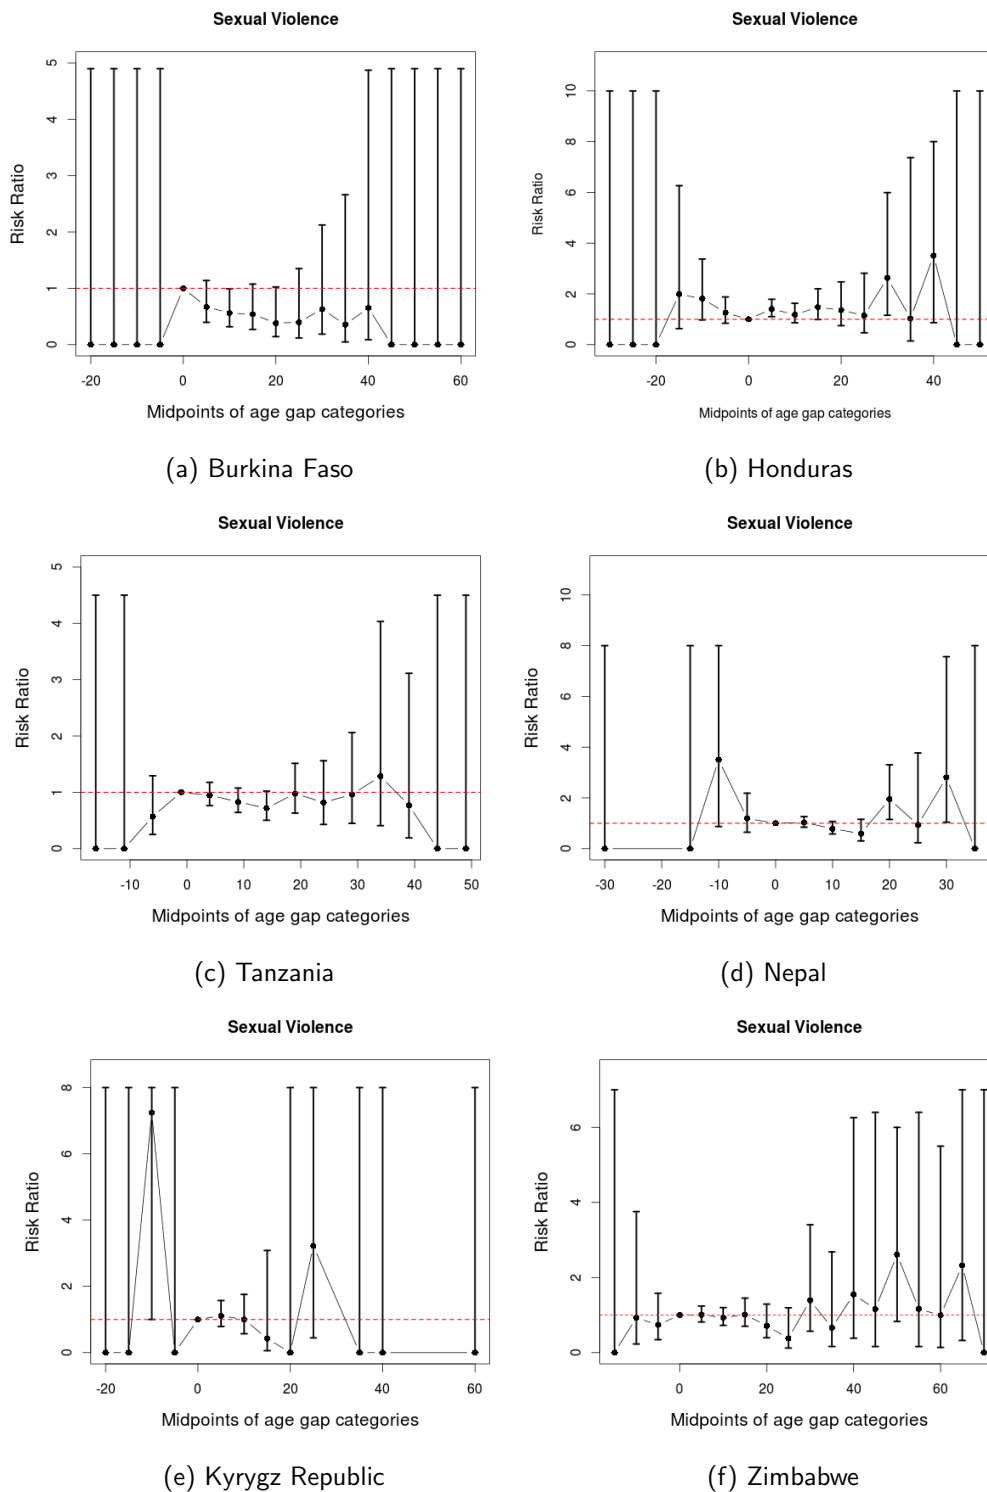 Sexual Violence
Risk Ratio
0 1 2 3 4 5
-20 0 20 40 60
Midpoints of age gap categories
(a) Burkina Faso
Sexual Violence
Risk Ratio
0 2 4 6 8 10
-20 0 20 40
Midpoints of age gap categories
(b) Honduras
Sexual Violence
Risk Ratio
0 1 2 3 4 5
-10 0 10 20 30 40 50
Midpoints of age gap categories
(c) Tanzania
Sexual Violence
Risk Ratio
0 2 4 6 8 10
-30 -20 -10 0 10 20 30
Midpoints of age gap categories
(d) Nepal
Sexual Violence
Risk Ratio
0 2 4 6 8
-20 0 20 40 60
Midpoints of age gap categories
(e) Kyrygz Republic
Sexual Violence
Risk Ratio
0 2 4 6
0 20 40 60
Midpoints of age gap categories
(f) Zimbabwe